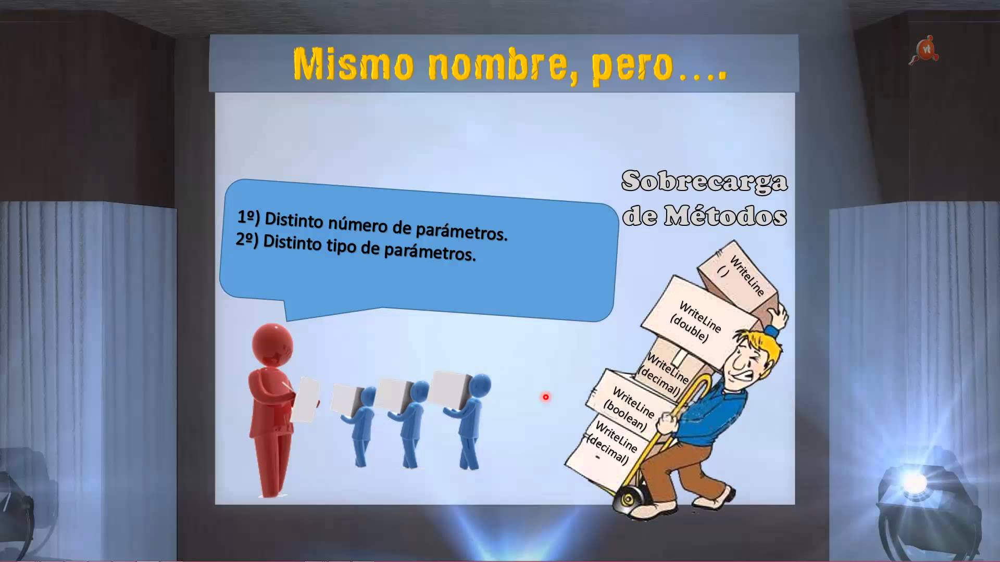 Mismo nombre, pero....
vt
Sobrecarga
de Métodos
1º) Distinto número de parámetros.
2º) Distinto tipo de parámetros.
WriteLine
( )
WriteLine
(double)
WriteLine
(decimal)
WriteLine
(boolean)
WriteLine
(decimal)
-